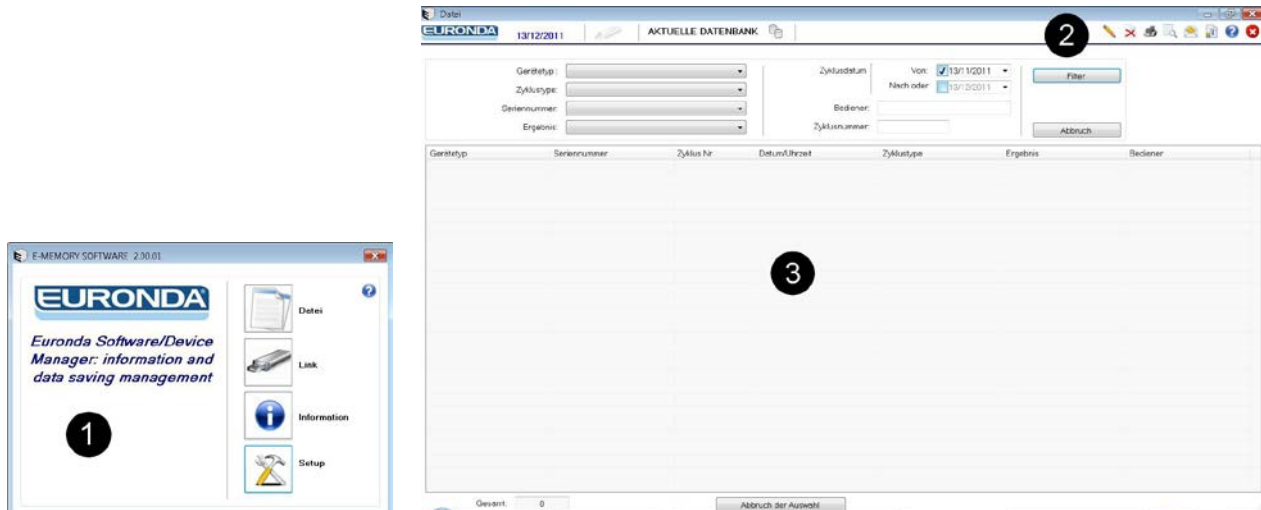 E-MEMORY SOFTWARE 2.00.01
EURONDA
Euronda Software/Device
Manager: information and
data saving management
1
Datei
Link
Information
Setup
Datei
EURONDA 13/12/2011 AKTUELLE DATENBANK
2
Gerätetyp: Zyklusdatum Von: 13/11/2011 Filter
Zyklustype: Nach oder 13/12/2011
Seriennummer: Bediener:
Ergebnis: Zyklusnummer: Abbruch
Gerätetyp Seriennummer Zyklus Nr Datum/Uhrzeit Zyklustype Ergebnis Bediener
3
Gesamt: 0 Abbruch der Auswahl